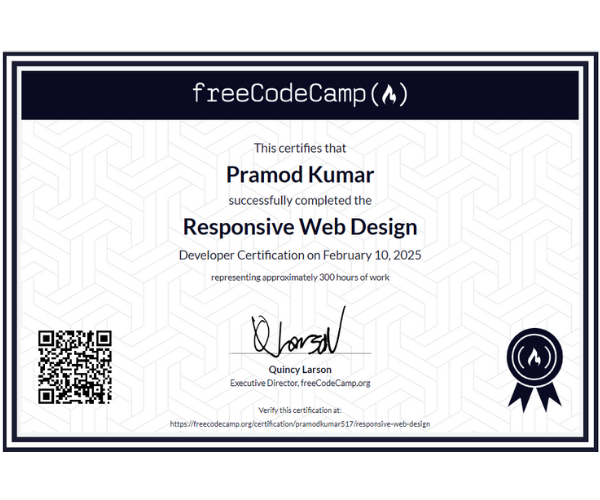 freeCodeCamp
This certifies that
Pramod Kumar
successfully completed the
Responsive Web Design
Developer Certification on February 10, 2025
representing approximately 300 hours of work
Quincy Larson
Executive Director, freeCodeCamp.org
Verify this certification at:
https://freecodecamp.org/certification/pramodkumar517/responsive-web-design